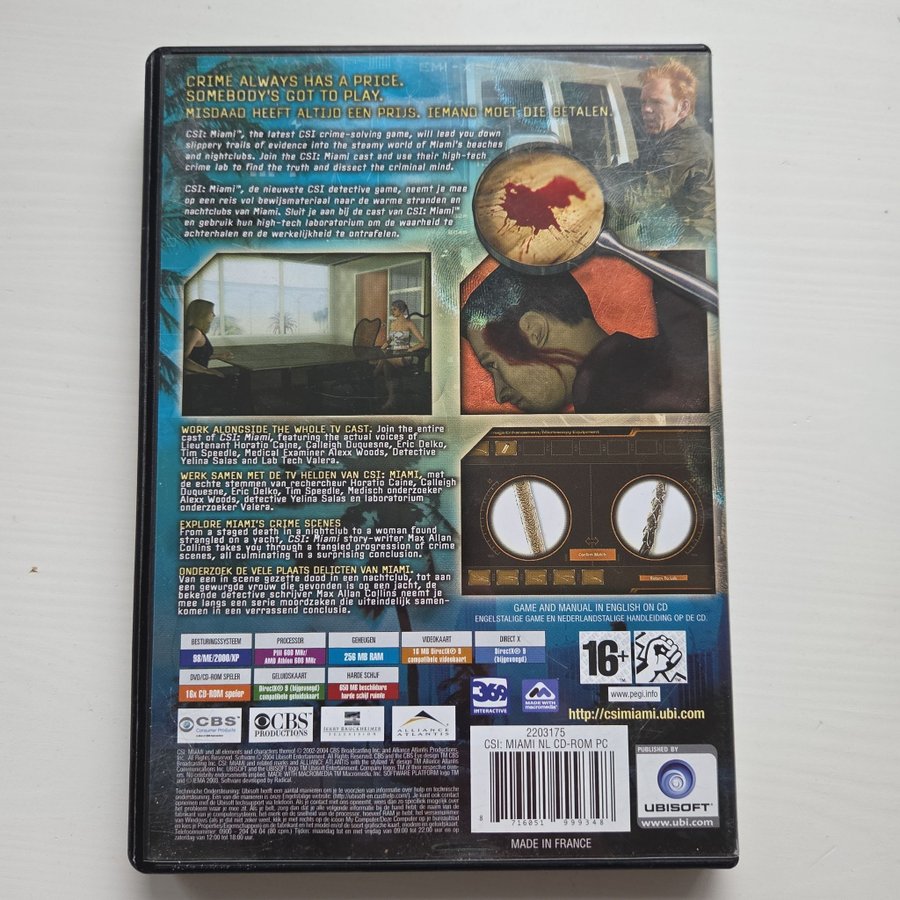 CRIME ALWAYS HAS A PRICE.
SOMEBODY'S GOT TO PLAY.
MISDAAD HEEFT ALTIJD EEN PRIJS. IEMAND MOET DIE BETALEN.
CSI: Miami™, the latest CSI crime-solving game, will lead you down
slippery trails of evidence into the steamy world of Miami's beaches
and nightclubs. Join the CSI: Miami cast and use their high-tech
crime lab to find the truth and dissect the criminal mind.
CSI: Miami™, de nieuwste CSI detective game, neemt je mee
op een reis vol bewijsmateriaal naar de warme stranden en
nachtclubs van Miami. Sluit je aan bij de cast van CSI: Miami™
en gebruik hun high-tech laboratorium om de waarheid te
achterhalen en de werkelijkheid te ontrafelen.
WORK ALONGSIDE THE WHOLE TV CAST. Join the entire
cast of CSI: Miami, featuring the actual voices of
Lieutenant Horatio Caine, Calleigh Duquesne, Eric Delko,
Tim Speedle, Medical Examiner Alexx Woods, Detective
Yelina Salas and Lab Tech Valera.
WERK SAMEN MET DE TV HELDEN VAN CSI: MIAMI, met
de echte stemmen van rechercheur Horatio Caine, Calleigh
Duquesne, Eric Delko, Tim Speedle, Medisch onderzoeker
Alexx Woods, detective Yelina Salas en laboratorium
onderzoeker Valera.
EXPLORE MIAMI'S CRIME SCENES
From a staged death in a nightclub to a woman found
strangled on a yacht, CSI: Miami story-writer Max Allan
Collins takes you through a tangled progression of crime
scenes, all culminating in a surprising conclusion.
ONDERZOEK DE VELE PLAATS DELICTEN VAN MIAMI.
Van een in scene gezette dood in een nachtclub, tot aan
een gewurgde vrouw die gevonden is op een jacht, de
bekende detective schrijver Max Allan Collins neemt je
mee langs een serie moordzaken die uiteindelijk samen-
komen in een verrassend conclusie.
Confirm Match
Return to Lab
GAME AND MANUAL IN ENGLISH ON CD
ENGELSTALIGE GAME EN NEDERLANDSTALIGE HANDLEIDING OP DE CD.
BESTURINGSSYSTEEM
98/ME/2000/XP
PROCESSOR
PIII 600 MHz/
AMD Athlon 600 MHz
GEHEUGEN
256 MB RAM
VIDEOKAART
16 MB DirectX® 9
compatibele videokaart
DIRECT X
DirectX® 9
(bijgevoegd)
DVD/CD-ROM SPELER
16x CD-ROM speler
GELUIDSKAART
DirectX® 9 (bijgevoegd)
compatibele geluidskaart
HARDE SCHIJF
650 MB beschikbare
harde schijf ruimte
16+
www.pegi.info
369
INTERACTIVE
MADE WITH
macromedia
http://csimiami.ubi.com
CBS
Consumer Products
CBS
PRODUCTIONS
JERRY BRUCKHEIMER
TELEVISION
ALLIANCE
ATLANTIS
2203175
CSI: MIAMI NL CD-ROM PC
8 716051 999348
PUBLISHED BY
UBISOFT
www.ubi.com
MADE IN FRANCE